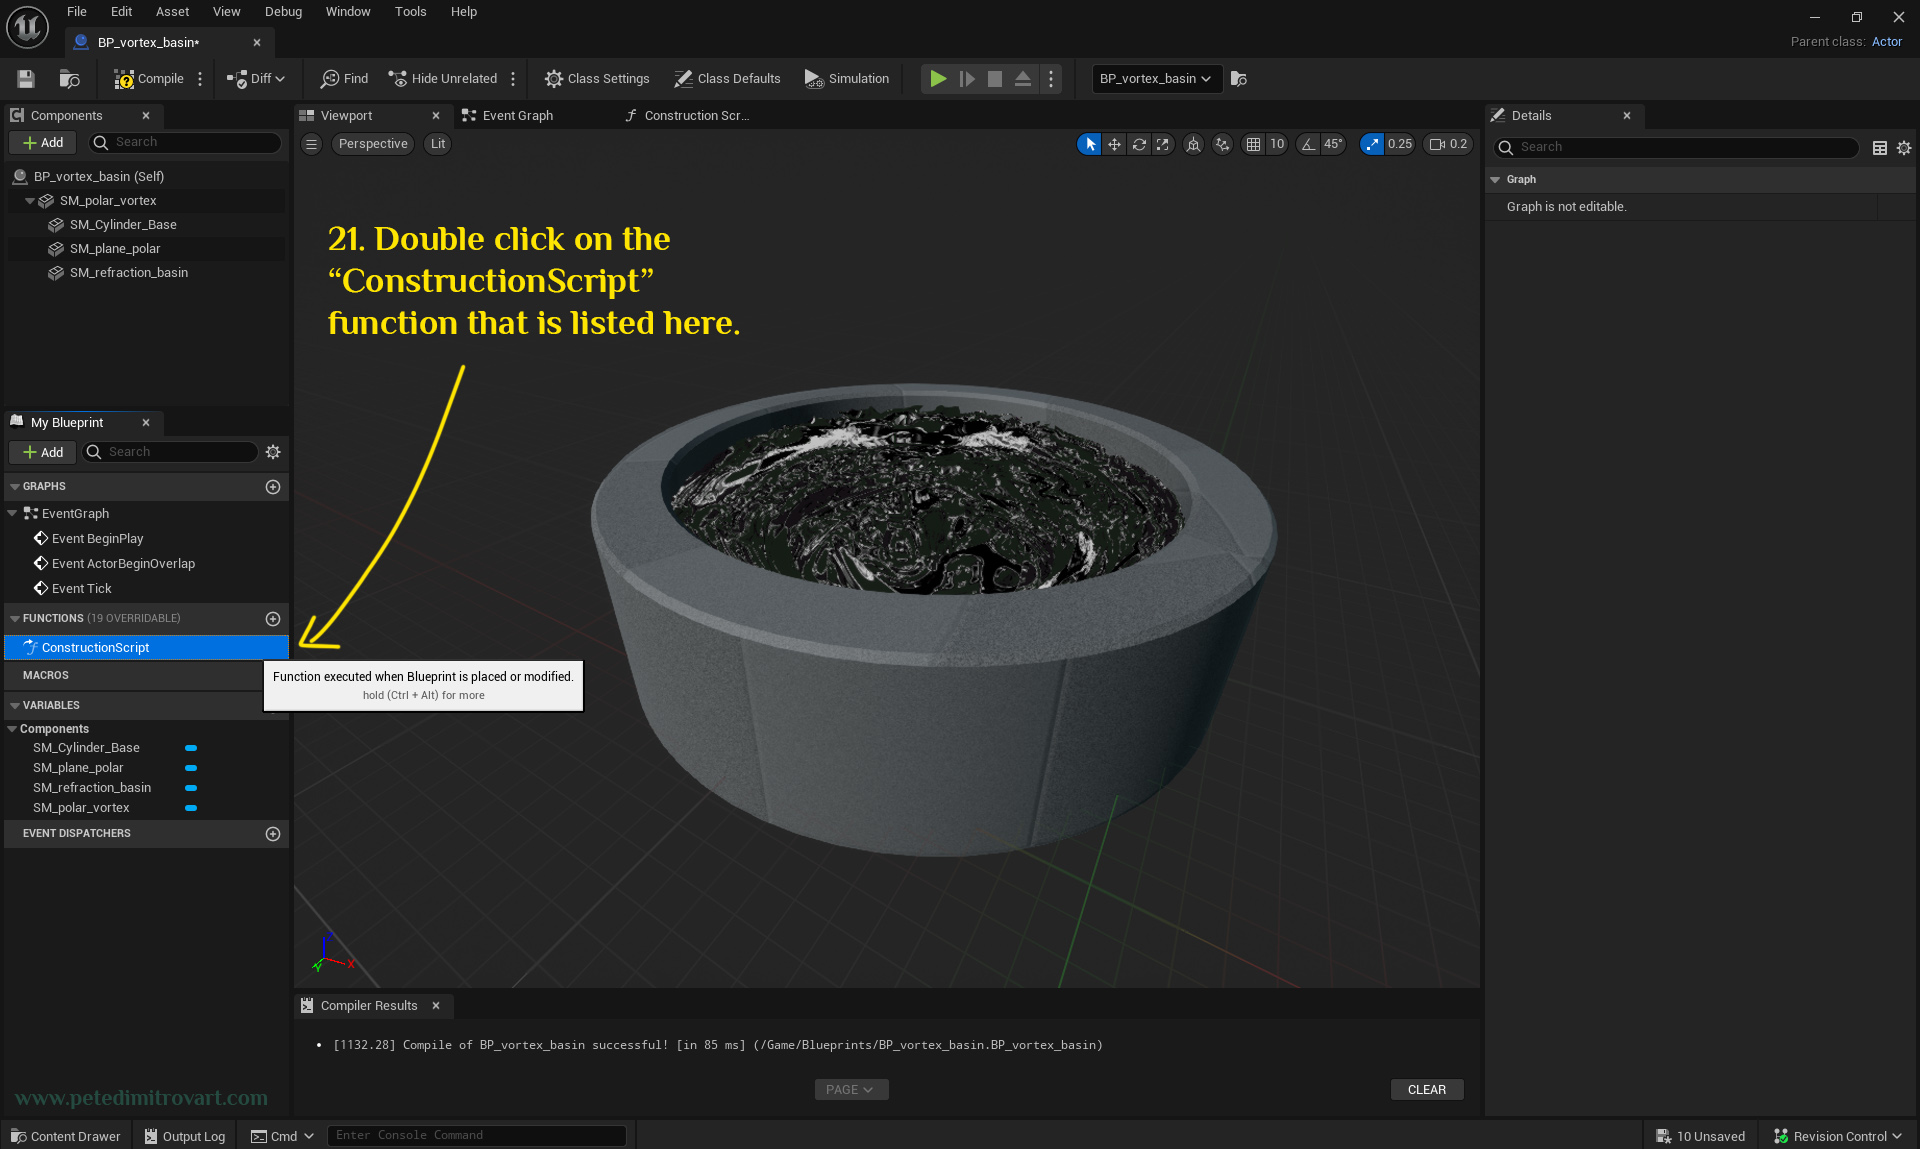 File Edit Asset View Debug Window Tools Help
BP_vortex_basin*
Parent class: Actor
Compile Diff Find Hide Unrelated Class Settings Class Defaults Simulation BP_vortex_basin
Components
Add Search
BP_vortex_basin (Self)
SM_polar_vortex
SM_Cylinder_Base
SM_plane_polar
SM_refraction_basin
My Blueprint
Add Search
GRAPHS
EventGraph
Event BeginPlay
Event ActorBeginOverlap
Event Tick
FUNCTIONS (19 OVERRIDABLE)
ConstructionScript
MACROS
VARIABLES
Components
SM_Cylinder_Base
SM_plane_polar
SM_refraction_basin
SM_polar_vortex
EVENT DISPATCHERS
www.petedimitrovart.com
Viewport Event Graph Construction Scr...
Perspective Lit 10 45° 0.25 0.2
21. Double click on the
“ConstructionScript”
function that is listed here.
Function executed when Blueprint is placed or modified.
hold (Ctrl + Alt) for more
Z
Y X
Compiler Results
• [1132.28] Compile of BP_vortex_basin successful! [in 85 ms] (/Game/Blueprints/BP_vortex_basin.BP_vortex_basin)
PAGE CLEAR
Details
Search
Graph
Graph is not editable.
Content Drawer Output Log Cmd Enter Console Command 10 Unsaved Revision Control